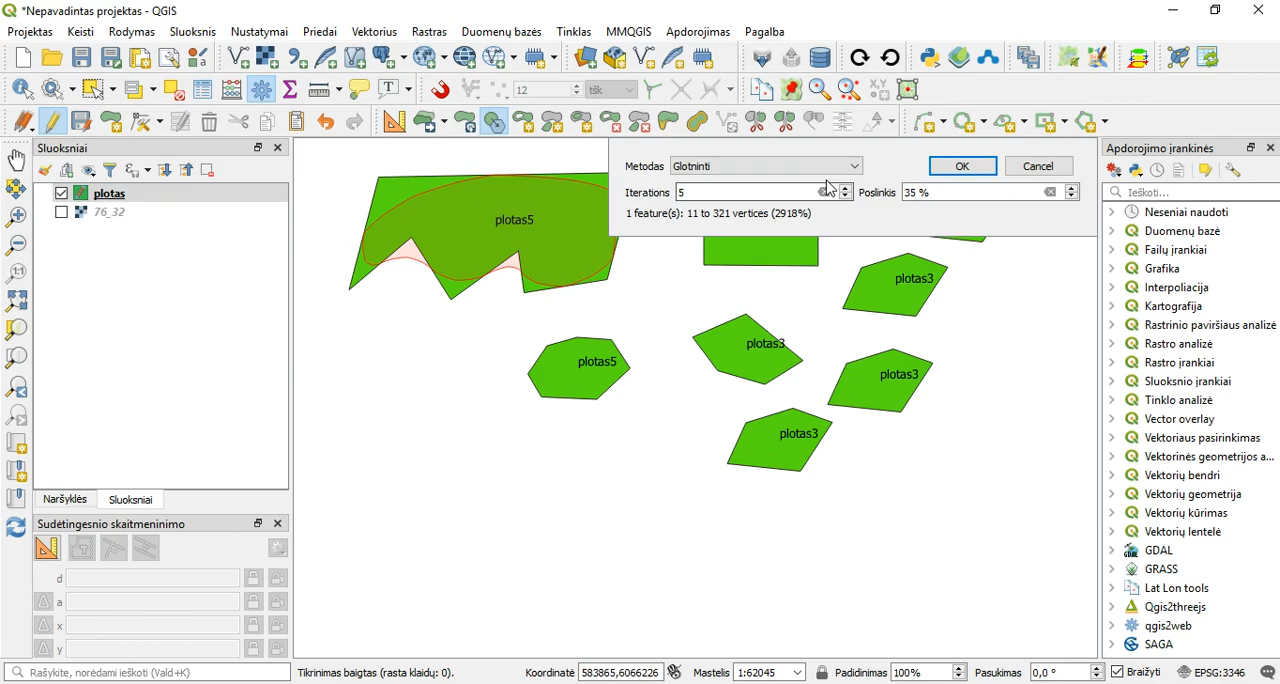 *Nepavadintas projektas - QGIS
Projektas Keisti Rodymas Sluoksnis Nustatymai Priedai Vektorius Rastras Duomenų bazės Tinklas MMQGIS Apdorojimas Pagalba
12 tšk
Sluoksniai
plotas
76_32
Naršyklės Sluoksniai
Sudėtingesnio skaitmeninimo
d
a
x
y
Metodas Glotninti OK Cancel
Iterations 5 Poslinkis 35 %
1 feature(s): 11 to 321 vertices (2918%)
plotas5
plotas3
plotas3
plotas5
plotas3
plotas3
Apdorojimo įrankinės
Ieškoti...
Neseniai naudoti
Duomenų bazė
Failų įrankiai
Grafika
Interpoliacija
Kartografija
Rastrinio paviršiaus analizė
Rastro analizė
Rastro įrankiai
Sluoksnio įrankiai
Tinklo analizė
Vector overlay
Vektoriaus pasirinkimas
Vektorinės geometrijos a...
Vektorių bendri
Vektorių geometrija
Vektorių kūrimas
Vektorių lentelė
GDAL
GRASS
Lat Lon tools
Qgis2threejs
qgis2web
SAGA
Rašykite, norėdami ieškoti (Vald+K) Tikrinimas baigtas (rasta klaidų: 0). Koordinatė 583865,6066226 Mastelis 1:62045 Padidinimas 100% Pasukimas 0,0 ° Braižyti EPSG:3346